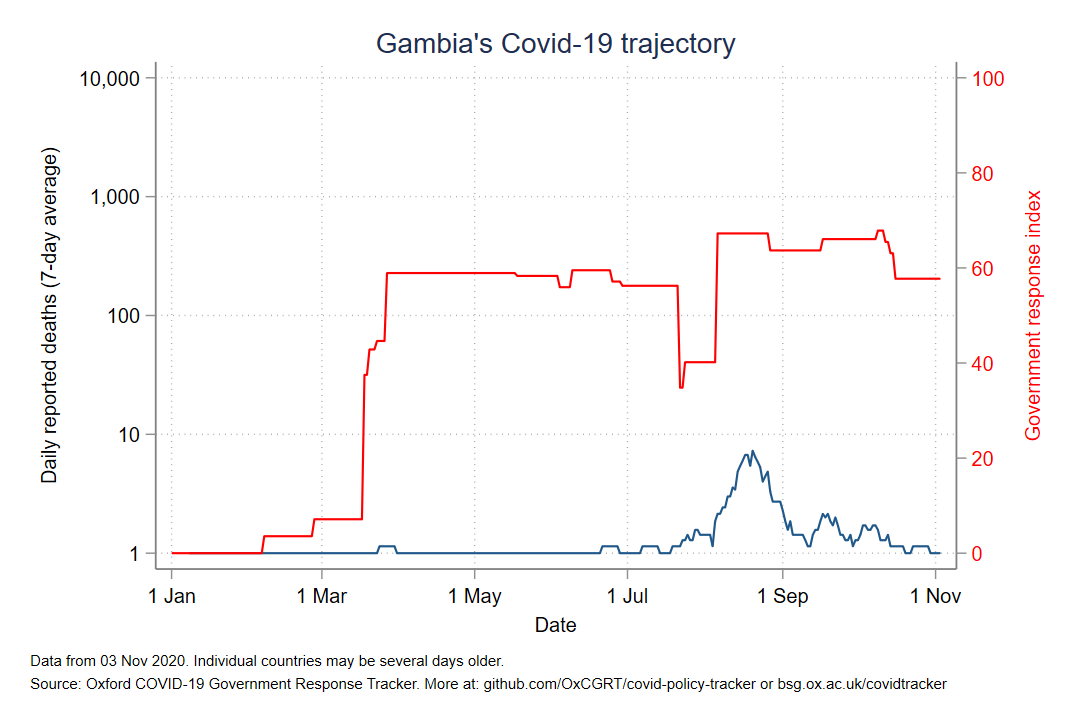 Gambia's Covid-19 trajectory
10,000
1,000
100
10
1
Daily reported deaths (7-day average)
100
80
60
40
20
0
Government response index
1 Jan
1 Mar
1 May
1 Jul
1 Sep
1 Nov
Date
Data from 03 Nov 2020. Individual countries may be several days older.
Source: Oxford COVID-19 Government Response Tracker. More at: github.com/OxCGRT/covid-policy-tracker or bsg.ox.ac.uk/covidtracker